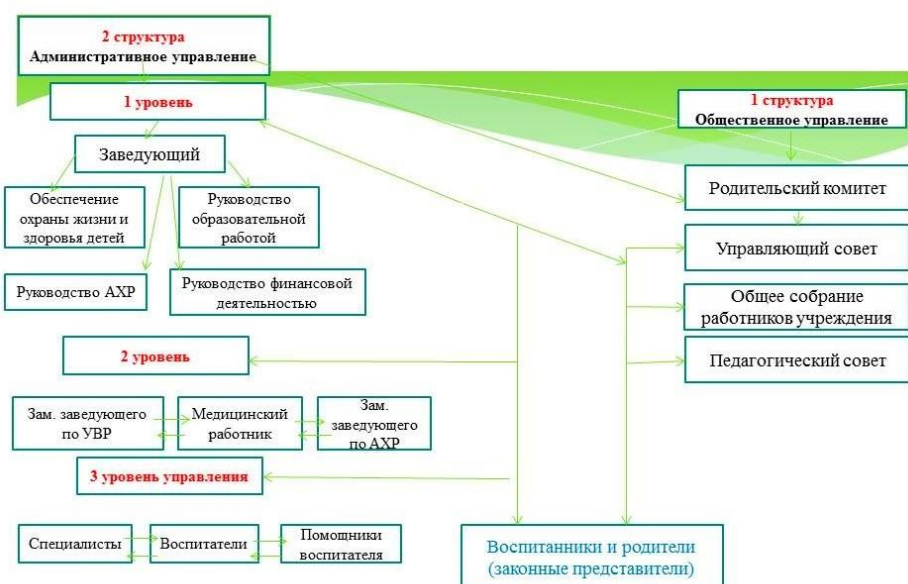 2 структура
Административное управление
1 уровень
Заведующий
Обеспечение
охраны жизни и
здоровья детей
Руководство
образовательной
работой
Руководство АХР
Руководство финансовой
деятельностью
2 уровень
Зам. заведующего
по УВР
Медицинский
работник
Зам.
заведующего
по АХР
3 уровень управления
Специалисты
Воспитатели
Помощники
воспитателя
1 структура
Общественное управление
Родительский комитет
Управляющий совет
Общее собрание
работников учреждения
Педагогический совет
Воспитанники и родители
(законные представители)